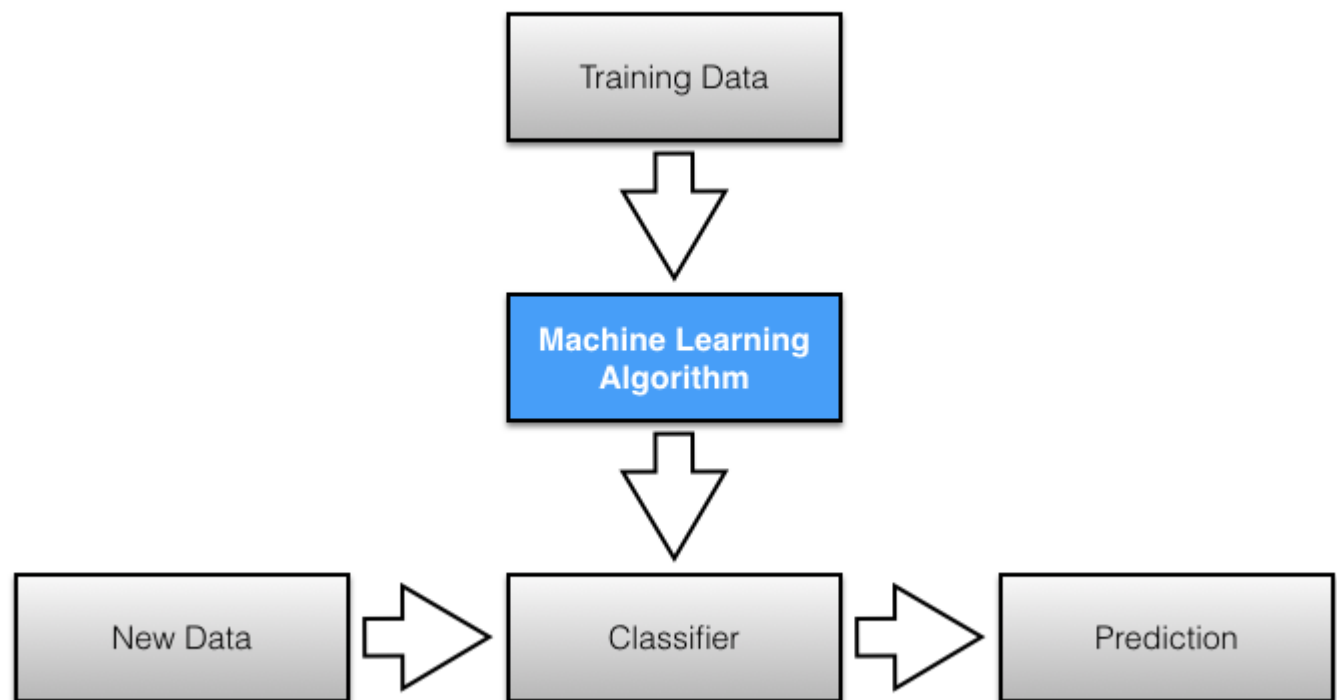 Training Data
Machine Learning
Algorithm
New Data
Classifier
Prediction